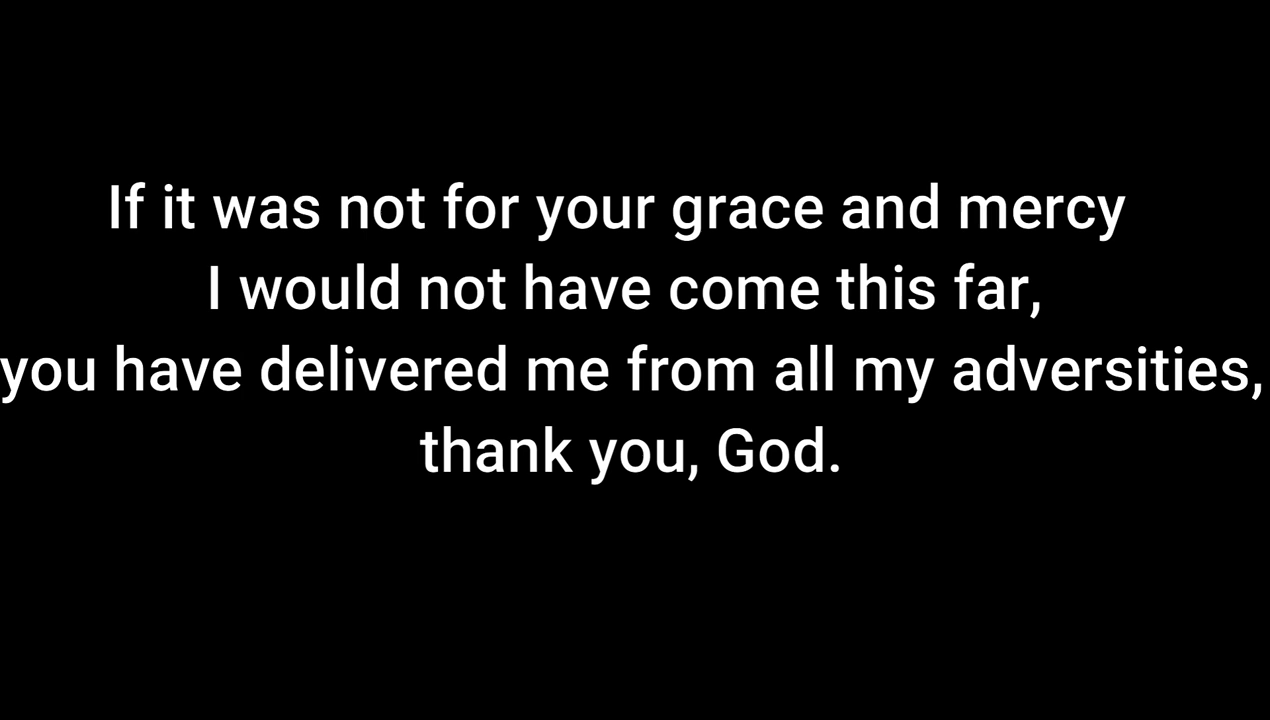 If it was not for your grace and mercy
I would not have come this far,
you have delivered me from all my adversities,
thank you, God.